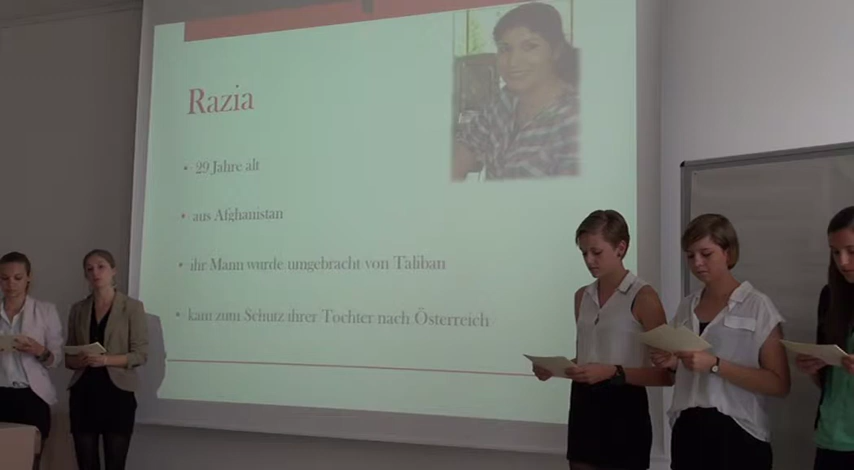 Razia
• 29 Jahre alt
• aus Afghanistan
• ihr Mann wurde umgebracht von Taliban
• kam zum Schutz ihrer Tochter nach Österreich